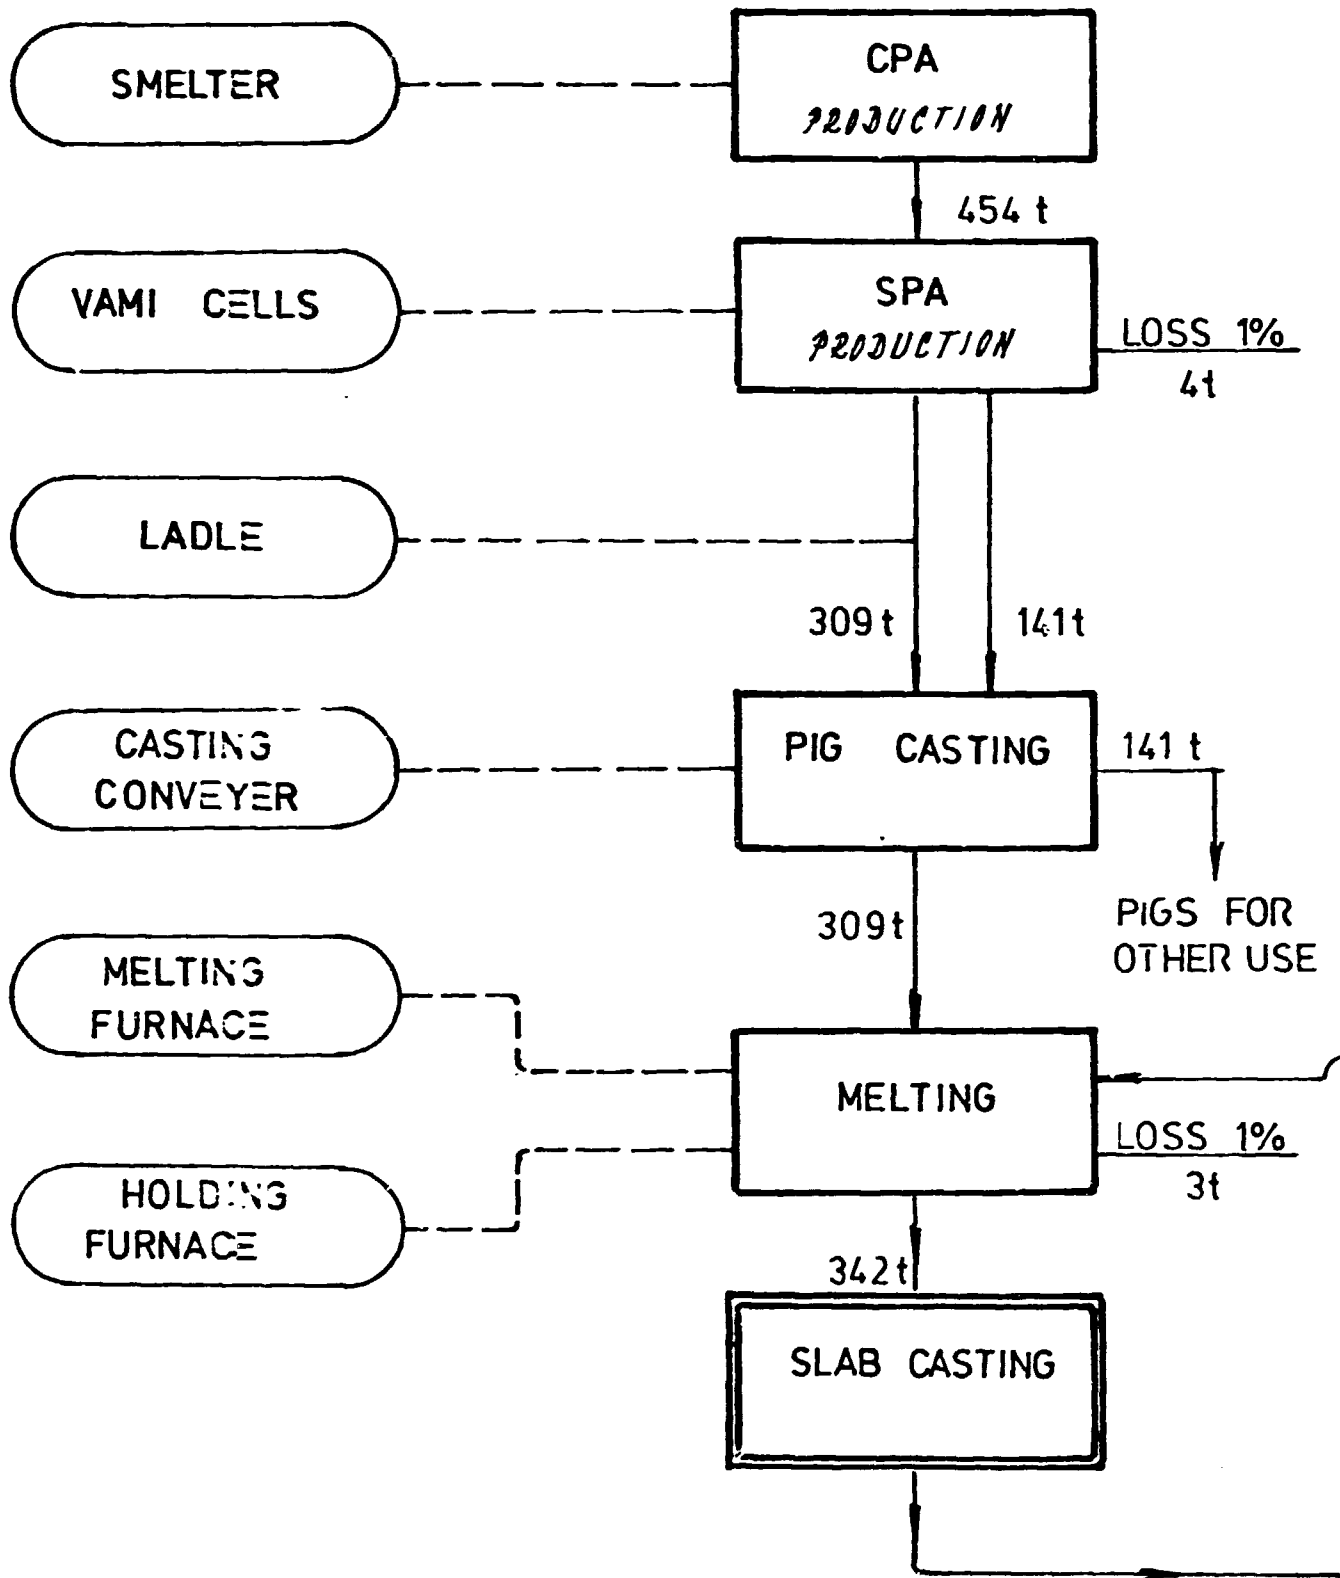 SMELTER
CPA
PRODUCTION
454 t
VAMI CELLS
SPA
PRODUCTION
LOSS 1%
4t
LADLE
309 t
141t
CASTING
CONVEYER
PIG CASTING
141 t
309t
PIGS FOR
OTHER USE
MELTING
FURNACE
MELTING
LOSS 1%
3t
HOLDING
FURNACE
342t
SLAB CASTING